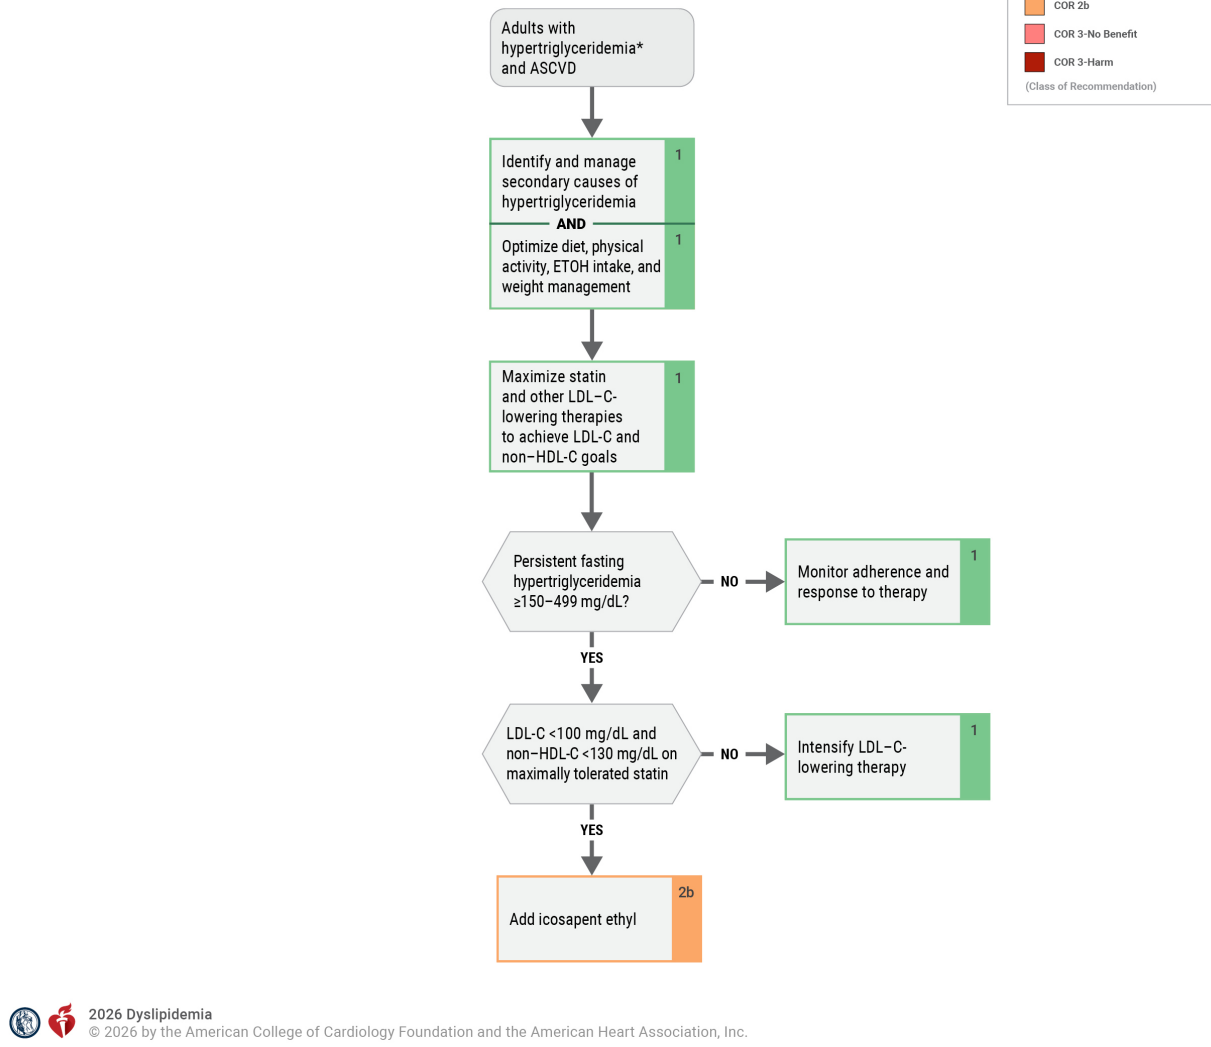 COR 2b
COR 3-No Benefit
COR 3-Harm
(Class of Recommendation)
Adults with
hypertriglyceridemia*
and ASCVD
Identify and manage
secondary causes of
hypertriglyceridemia
1
AND
Optimize diet, physical
activity, ETOH intake, and
weight management
1
Maximize statin
and other LDL–C-
lowering therapies
to achieve LDL-C and
non–HDL-C goals
1
Persistent fasting
hypertriglyceridemia
≥150–499 mg/dL?
NO
Monitor adherence and
response to therapy
1
YES
LDL-C <100 mg/dL and
non–HDL-C <130 mg/dL on
maximally tolerated statin
NO
Intensify LDL–C-
lowering therapy
1
YES
Add icosapent ethyl
2b
2026 Dyslipidemia
© 2026 by the American College of Cardiology Foundation and the American Heart Association, Inc.